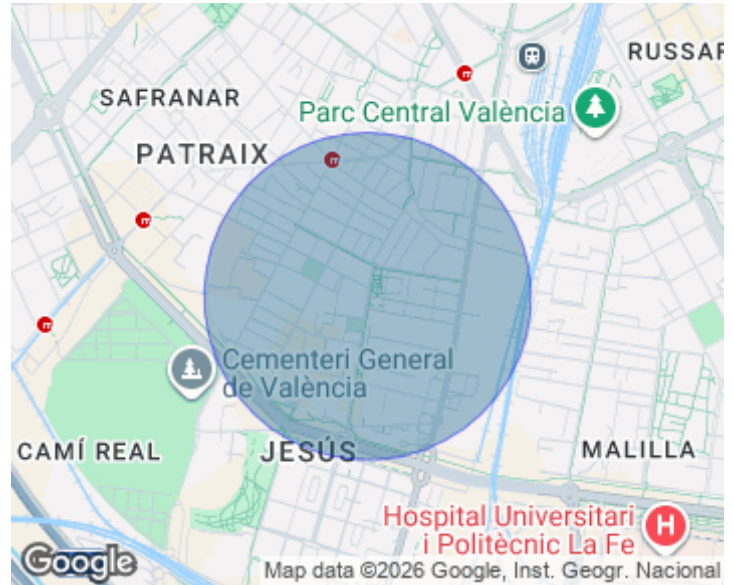 RUSSAF
SAFRANAR
Parc Central València
PATRAIX
Cementeri General
de València
CAMÍ REAL
JESÚS
MALILLA
Hospital Universitari
i Politècnic La Fe
H
Google
Map data ©2026 Google, Inst. Geogr. Nacional